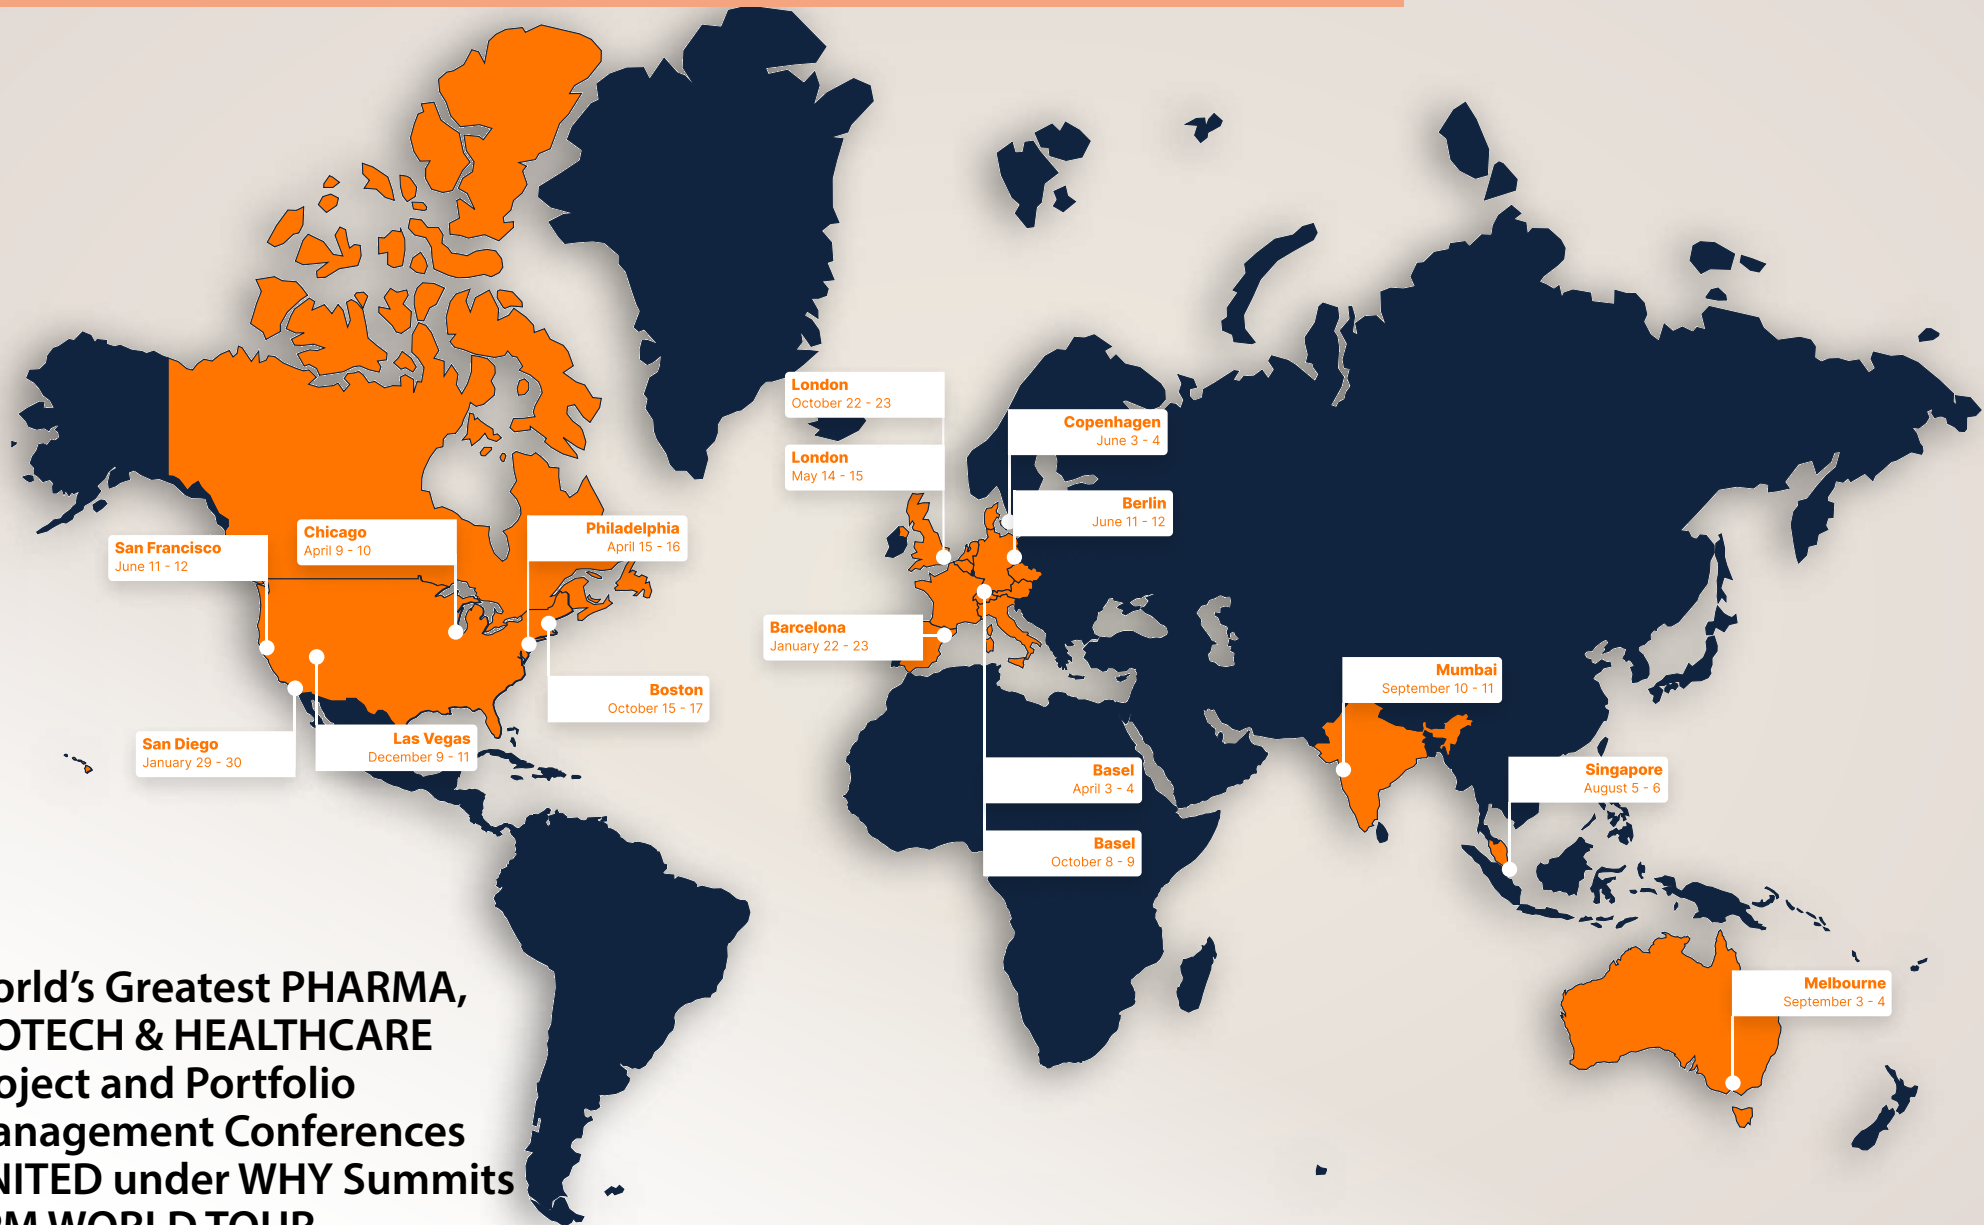 London
October 22 - 23
London
May 14 - 15
Copenhagen
June 3 - 4
Berlin
June 11 - 12
San Francisco
June 11 - 12
Chicago
April 9 - 10
Philadelphia
April 15 - 16
Barcelona
January 22 - 23
Boston
October 15 - 17
San Diego
January 29 - 30
Las Vegas
December 9 - 11
Mumbai
September 10 - 11
Basel
April 3 - 4
Singapore
August 5 - 6
Basel
October 8 - 9
Melbourne
September 3 - 4
orld’s Greatest PHARMA,
OTECH & HEALTHCARE
oject and Portfolio
anagement Conferences
NITED under WHY Summits
WORLD TOUR